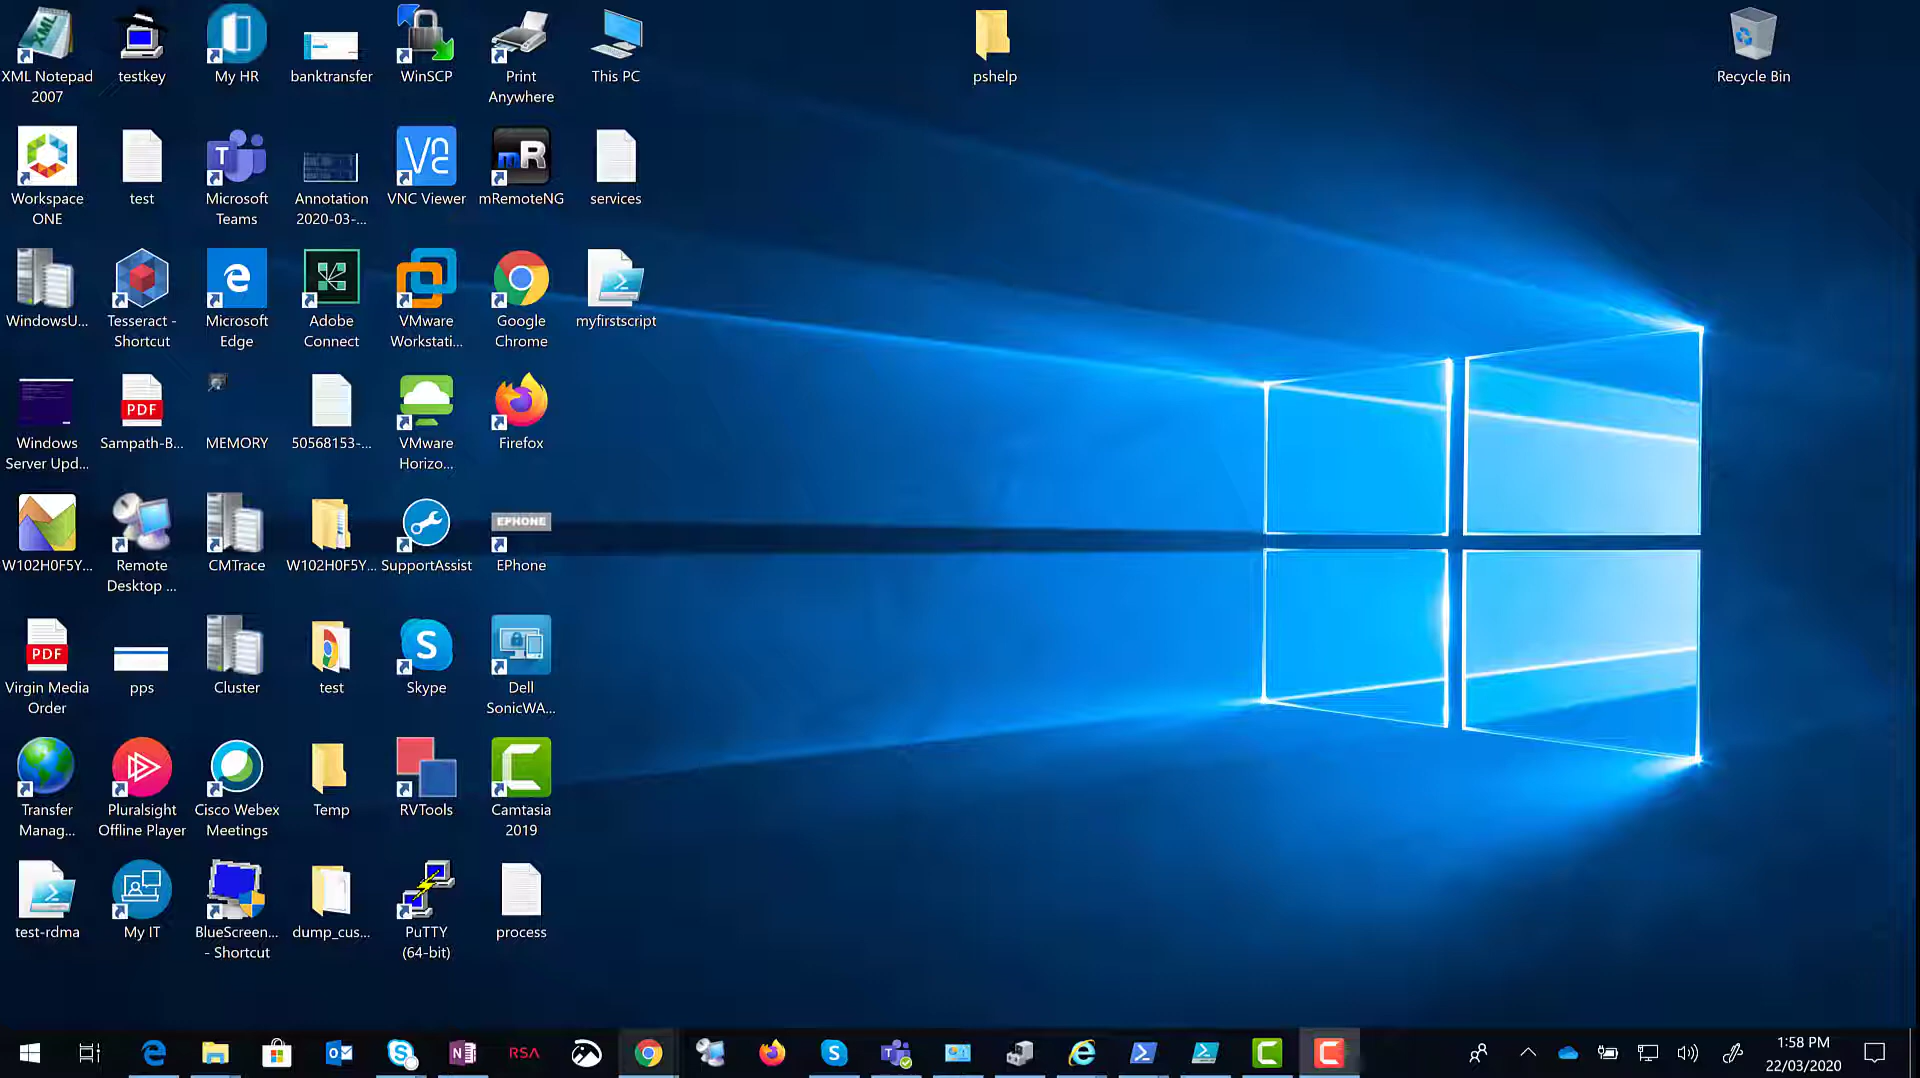 XML Notepad
2007
testkey
My HR
banktransfer
WinSCP
Print
Anywhere
This PC
pshelp
Recycle Bin
Workspace
ONE
test
Microsoft
Teams
Annotation
2020-03-...
VNC Viewer
mRemoteNG
services
WindowsU...
Tesseract -
Shortcut
Microsoft
Edge
Adobe
Connect
VMware
Workstati...
Google
Chrome
myfirstscript
Windows
Server Upd...
PDF
Sampath-B...
MEMORY
50568153-...
VMware
Horizo...
Firefox
W102H0F5Y...
Remote
Desktop ...
CMTrace
W102H0F5Y...
SupportAssist
EPHONE
EPhone
PDF
Virgin Media
Order
pps
Cluster
test
Skype
Dell
SonicWA...
Transfer
Manag...
Pluralsight
Offline Player
Cisco Webex
Meetings
Temp
RVTools
Camtasia
2019
test-rdma
My IT
BlueScreen...
- Shortcut
dump_cus...
PuTTY
(64-bit)
process
RSA
1:58 PM
22/03/2020